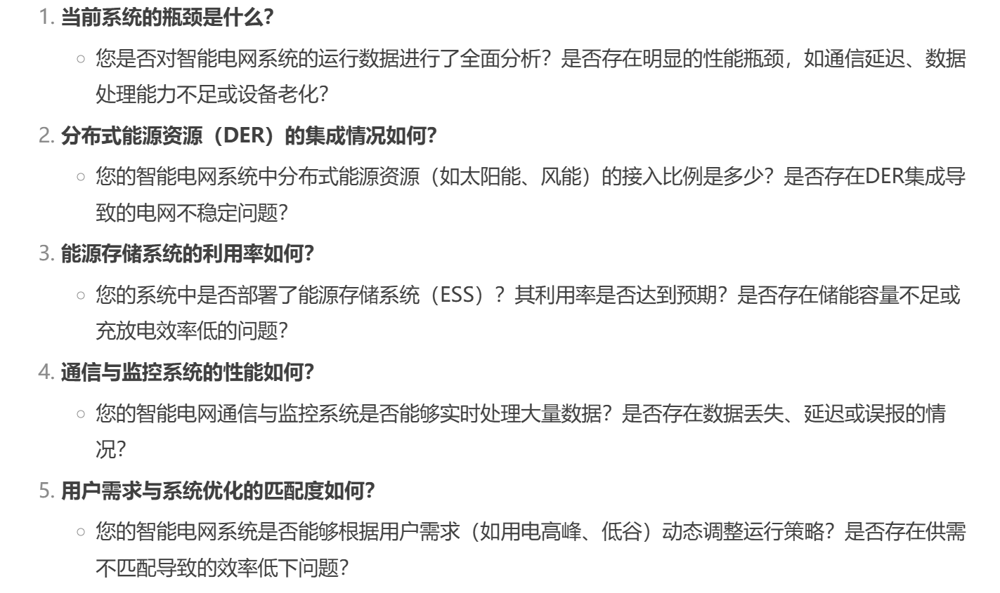 1. 当前系统的瓶颈是什么？
◦ 您是否对智能电网系统的运行数据进行了全面分析？是否存在明显的性能瓶颈，如通信延迟、数据
处理能力不足或设备老化？
2. 分布式能源资源（DER）的集成情况如何？
◦ 您的智能电网系统中分布式能源资源（如太阳能、风能）的接入比例是多少？是否存在DER集成导
致的电网不稳定问题？
3. 能源存储系统的利用率如何？
◦ 您的系统中是否部署了能源存储系统（ESS）？其利用率是否达到预期？是否存在储能容量不足或
充放电效率低的问题？
4. 通信与监控系统的性能如何？
◦ 您的智能电网通信与监控系统是否能够实时处理大量数据？是否存在数据丢失、延迟或误报的情
况？
5. 用户需求与系统优化的匹配度如何？
◦ 您的智能电网系统是否能够根据用户需求（如用电高峰、低谷）动态调整运行策略？是否存在供需
不匹配导致的效率低下问题？